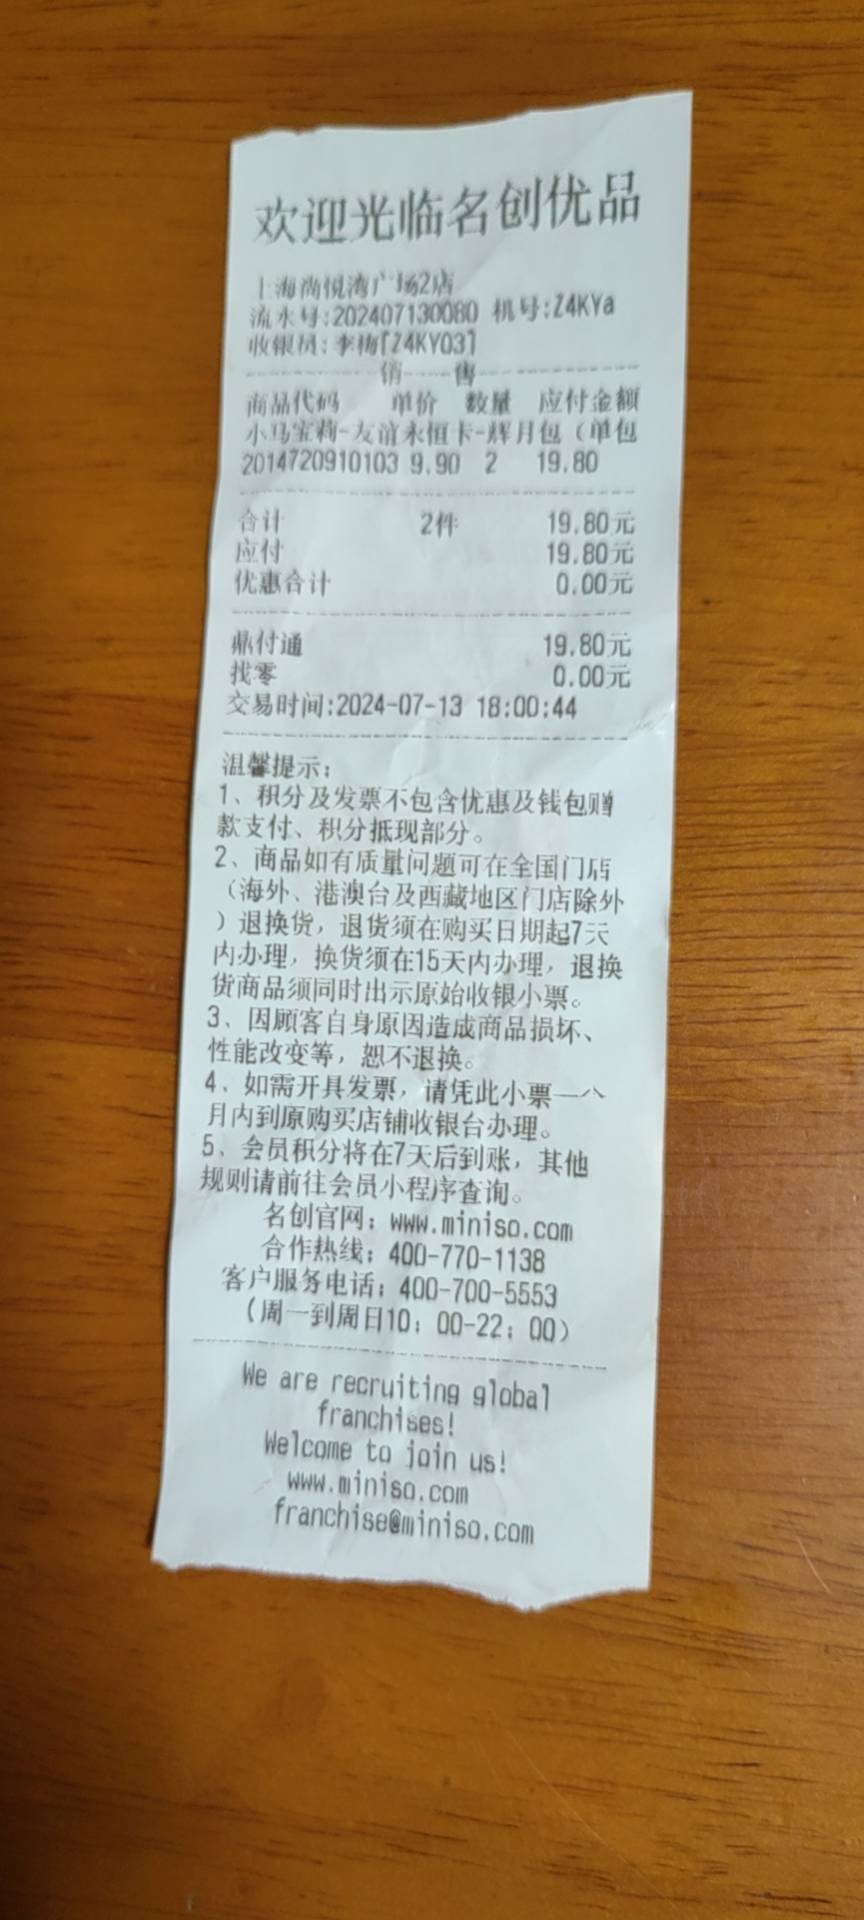 欢迎光临名创优品
上海尚悦湾广场2店
流水号:202407130080 机号:Z4KYa
收银员:李梅[Z4KY03]
销 售
商品代码 单价 数量 应付金额
小马宝莉-友谊永恒卡-辉月包（单包
2014720910103 9.90 2 19.80
合计 2件 19.80元
应付 19.80元
优惠合计 0.00元
鼎付通 19.80元
找零 0.00元
交易时间:2024-07-13 18:00:44
温馨提示：
1、积分及发票不包含优惠及钱包赠
款支付、积分抵现部分。
2、商品如有质量问题可在全国门店
（海外、港澳台及西藏地区门店除外
）退换货，退货须在购买日期起7天
内办理，换货须在15天内办理，退换
货商品须同时出示原始收银小票。
3、因顾客自身原因造成商品损坏、
性能改变等，恕不退换。
4、如需开具发票，请凭此小票一个
月内到原购买店铺收银台办理。
5、会员积分将在7天后到账，其他
规则请前往会员小程序查询。
名创官网：www.miniso.com
合作热线：400-770-1138
客户服务电话：400-700-5553
（周一到周日10：00-22：00）
We are recruiting global
franchises!
Welcome to join us!
www.miniso.com
franchise@miniso.com